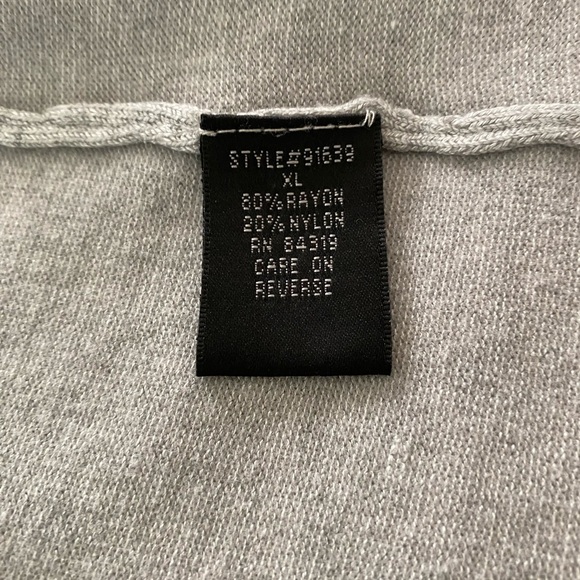 STYLE#91639
XL
80%RAYON
20%NYLON
RN 84319
CARE ON
REVERSE